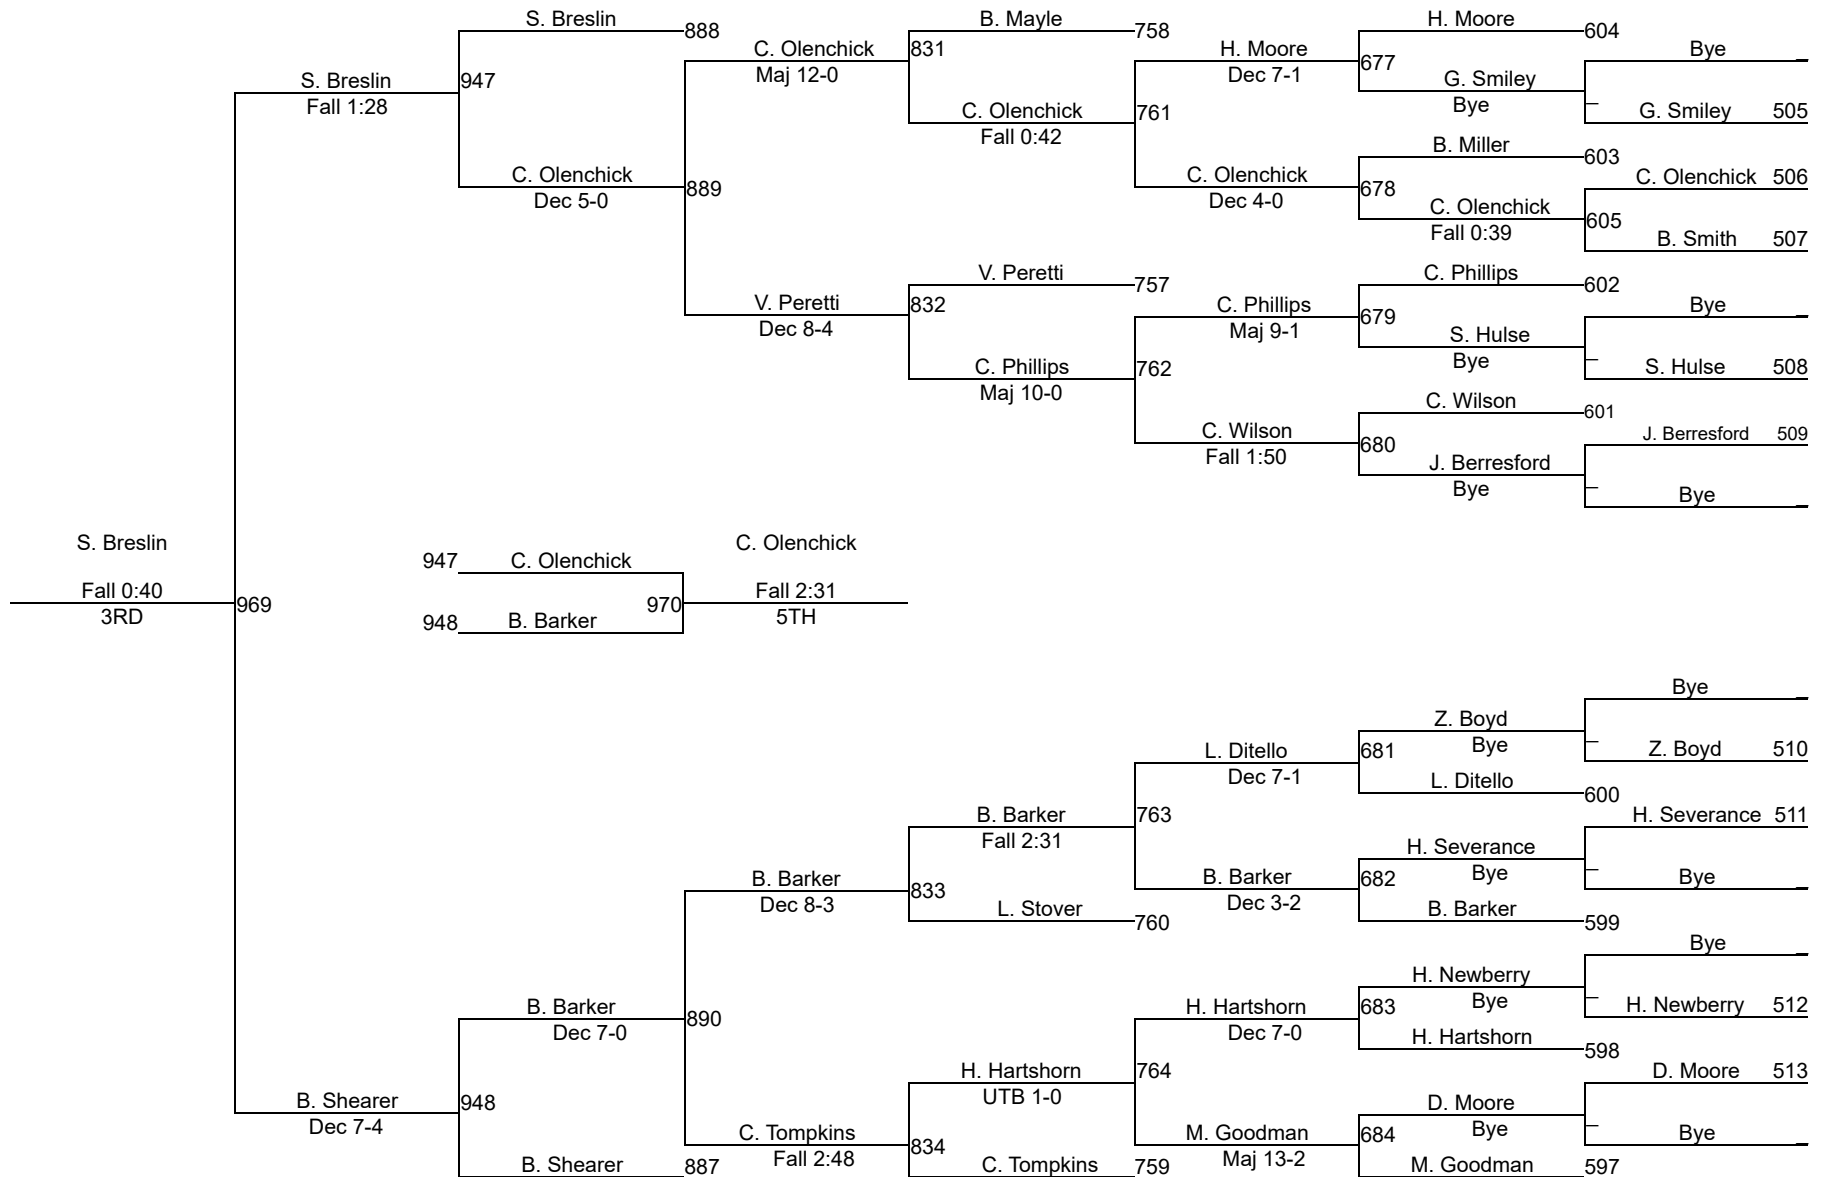 S. Breslin
888
B. Mayle
758
H. Moore
604
C. Olenchick
831
Maj 12-0
H. Moore
Dec 7-1
677
Bye
_
S. Breslin
947
Fall 1:28
G. Smiley
Bye
_
G. Smiley 505
C. Olenchick
761
Fall 0:42
B. Miller
603
C. Olenchick
Dec 5-0
889
C. Olenchick
Dec 4-0
678
C. Olenchick 506
C. Olenchick
605
Fall 0:39
B. Smith 507
V. Peretti
757
C. Phillips
602
V. Peretti
832
Dec 8-4
C. Phillips
Maj 9-1
679
Bye
_
S. Hulse
Bye
_
S. Hulse 508
C. Phillips
762
Maj 10-0
C. Wilson
601
C. Wilson
Fall 1:50
680
J. Berresford 509
J. Berresford
Bye
_
Bye
_
S. Breslin
Fall 0:40
3RD
969
947 C. Olenchick
948 B. Barker
970
C. Olenchick
Fall 2:31
5TH
Bye
_
Z. Boyd
Bye
_
Z. Boyd 510
L. Ditello
Dec 7-1
681
L. Ditello
600
B. Barker
Fall 2:31
763
H. Severance 511
H. Severance
Bye
_
Bye
_
B. Barker
Dec 8-3
833
B. Barker
Dec 3-2
682
L. Stover
760
B. Barker
599
Bye
_
H. Newberry
Bye
_
H. Newberry 512
B. Barker
Dec 7-0
890
H. Hartshorn
Dec 7-0
683
H. Hartshorn
598
H. Hartshorn
UTB 1-0
764
D. Moore 513
B. Shearer
Dec 7-4
948
D. Moore
Bye
_
Bye
_
C. Tompkins
Fall 2:48
834
M. Goodman
Maj 13-2
684
B. Shearer
887
C. Tompkins
759
M. Goodman
597